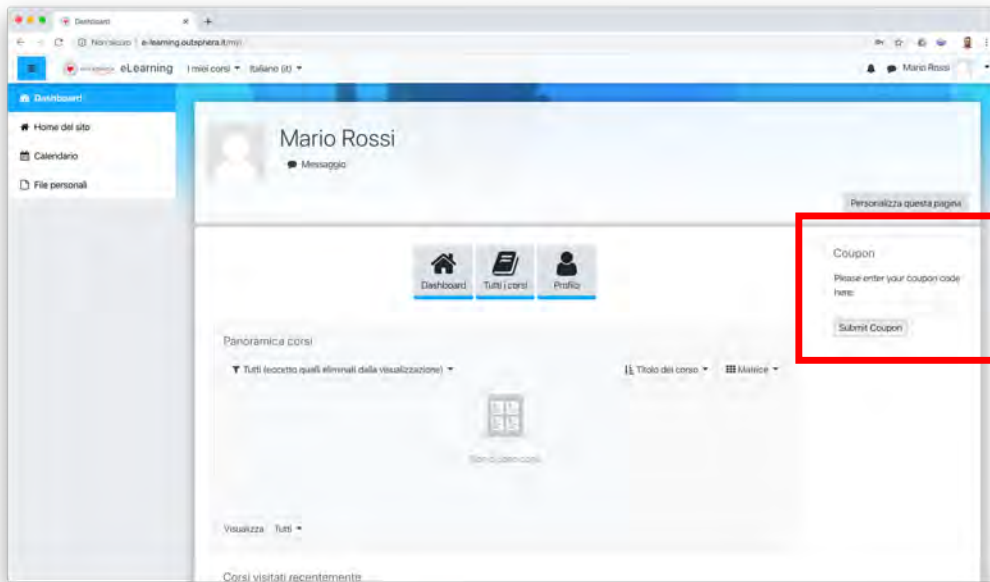 Dashboard
Non sicuro | e-learning.outsphera.it/my/
eLearning I miei corsi Italiano (it) Mario Rossi
Dashboard
Home del sito
Calendario
File personali
Mario Rossi
Messaggio
Personalizza questa pagina
Dashboard Tutti i corsi Profilo
Coupon
Please enter your coupon code
here:
Submit Coupon
Panoramica corsi
Tutti (eccetto quelli eliminati dalla visualizzazione) Titolo del corso Matrice
Visualizza Tutti
Corsi visitati recentemente